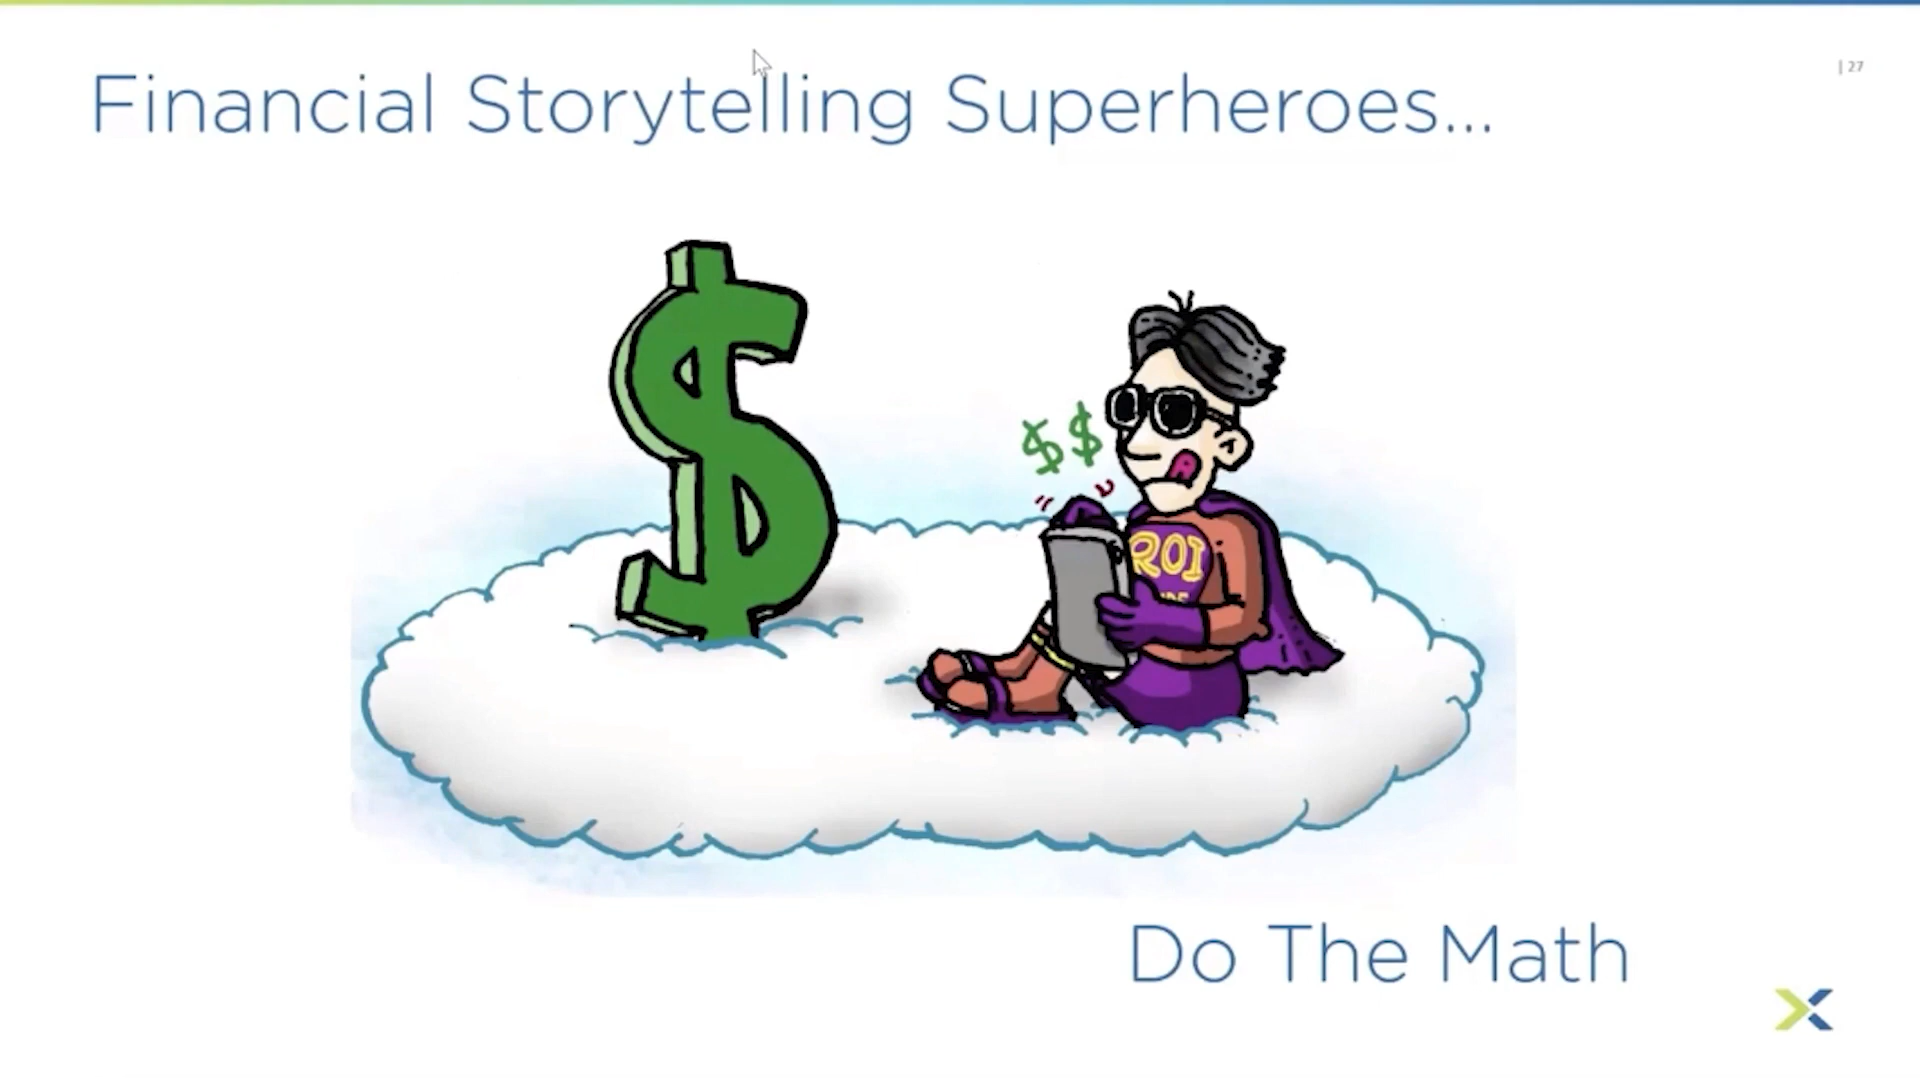 Financial Storytelling Superheroes...
| 27
$
$$
ROI
Do The Math